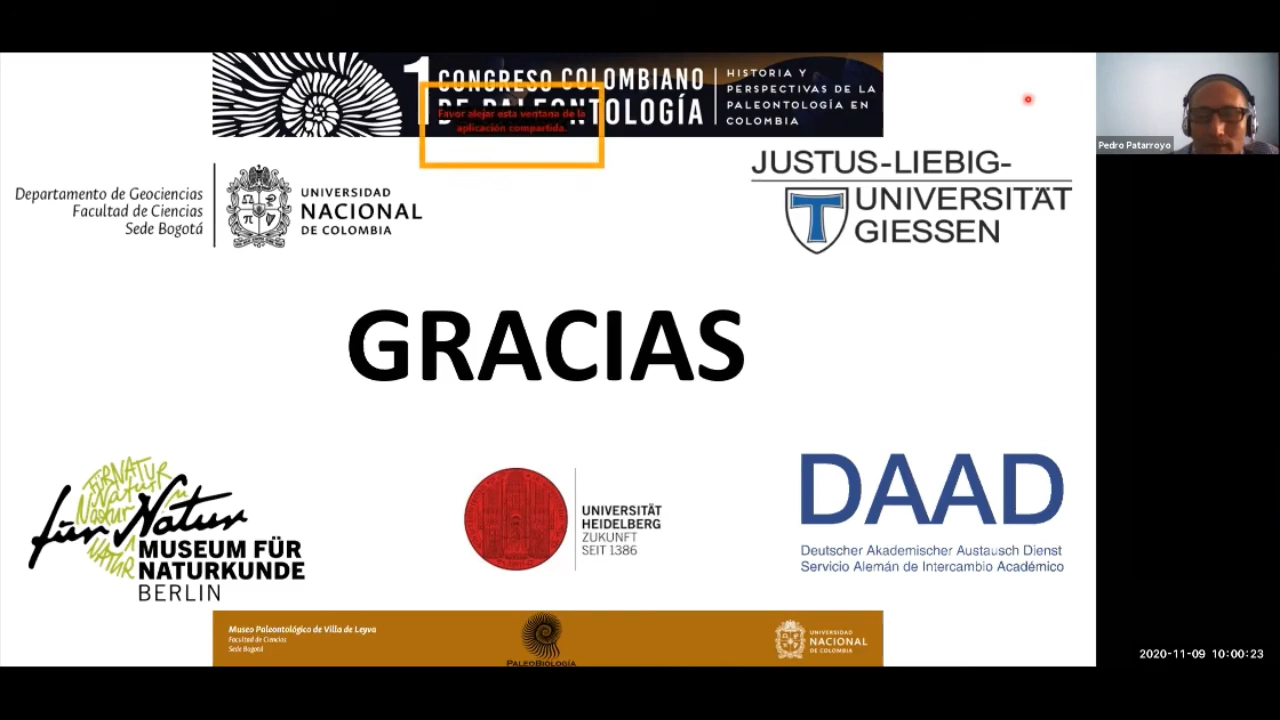 1 CONGRESO COLOMBIANO
DE PALEONTOLOGÍA
HISTORIA Y
PERSPECTIVAS DE LA
PALEONTOLOGÍA EN
COLOMBIA
Favor alejar esta ventana de la
aplicación compartida.
Pedro Patarroyo
Departamento de Geociencias
Facultad de Ciencias
Sede Bogotá
UNIVERSIDAD
NACIONAL
DE COLOMBIA
JUSTUS-LIEBIG-
UNIVERSITÄT
GIESSEN
GRACIAS
für Natur
MUSEUM FÜR
NATURKUNDE
BERLIN
UNIVERSITÄT
HEIDELBERG
ZUKUNFT
SEIT 1386
DAAD
Deutscher Akademischer Austausch Dienst
Servicio Alemán de Intercambio Académico
Museo Paleontológico de Villa de Leyva
Facultad de Ciencias
Sede Bogotá
PALEOBIOLOGÍA
UNIVERSIDAD
NACIONAL
DE COLOMBIA
2020-11-09 10:00:23